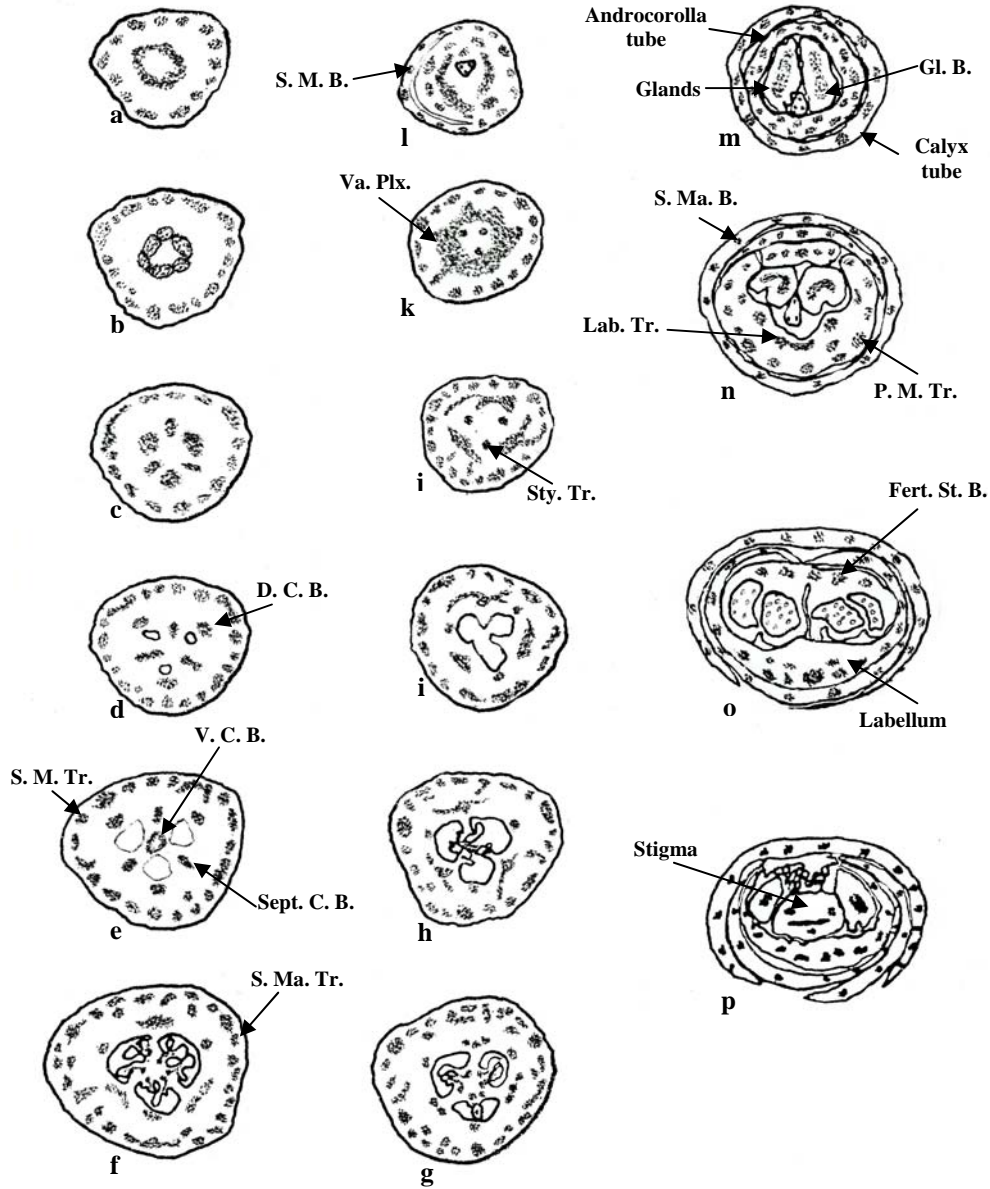 a
b
c
D. C. B.
d
V. C. B.
S. M. Tr.
Sept. C. B.
e
S. Ma. Tr.
f
S. M. B.
l
Va. Plx.
k
i
Sty. Tr.
i
h
g
Androcorolla
tube
Gl. B.
Glands
m
Calyx
tube
S. Ma. B.
Lab. Tr.
n
P. M. Tr.
Fert. St. B.
o
Labellum
Stigma
p